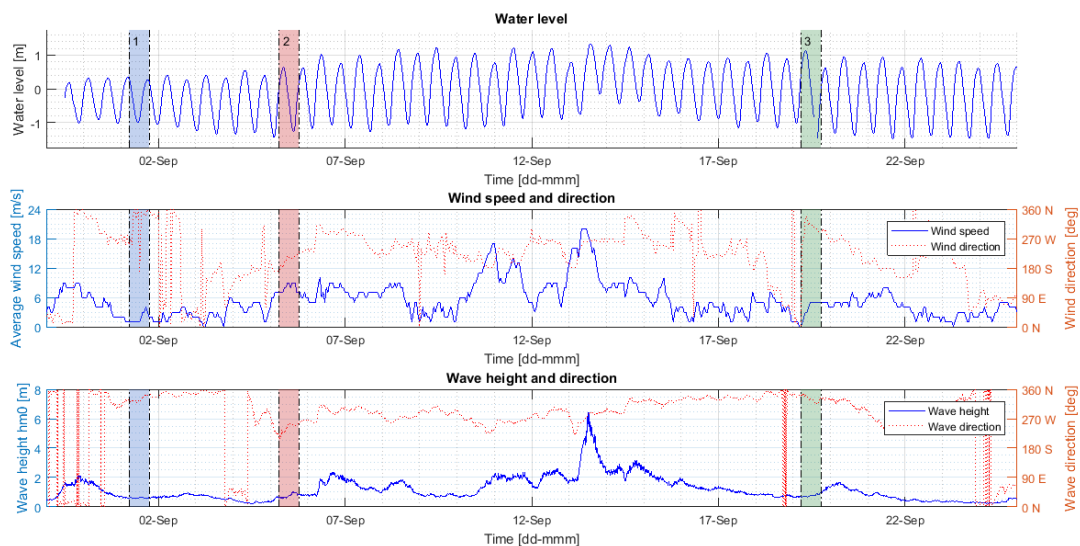 Water level
1
2
3
Water level [m]
1
0
-1
02-Sep
07-Sep
12-Sep
17-Sep
22-Sep
Time [dd-mmm]
Wind speed and direction
Average wind speed [m/s]
24
18
12
6
0
Wind speed
Wind direction
360 N
270 W
180 S
90 E
0 N
Wind direction [deg]
02-Sep
07-Sep
12-Sep
17-Sep
22-Sep
Time [dd-mmm]
Wave height and direction
Wave height hm0 [m]
8
6
4
2
0
Wave height
Wave direction
360 N
270 W
180 S
90 E
0 N
Wave direction [deg]
02-Sep
07-Sep
12-Sep
17-Sep
22-Sep
Time [dd-mmm]